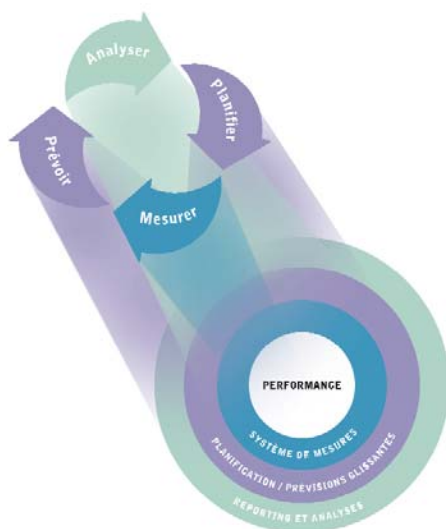 Analyser
Planifier
Prévoir
Mesurer
PERFORMANCE
SYSTÈME DE MESURES
PLANIFICATION / PRÉVISIONS GLISSANTES
REPORTING ET ANALYSES